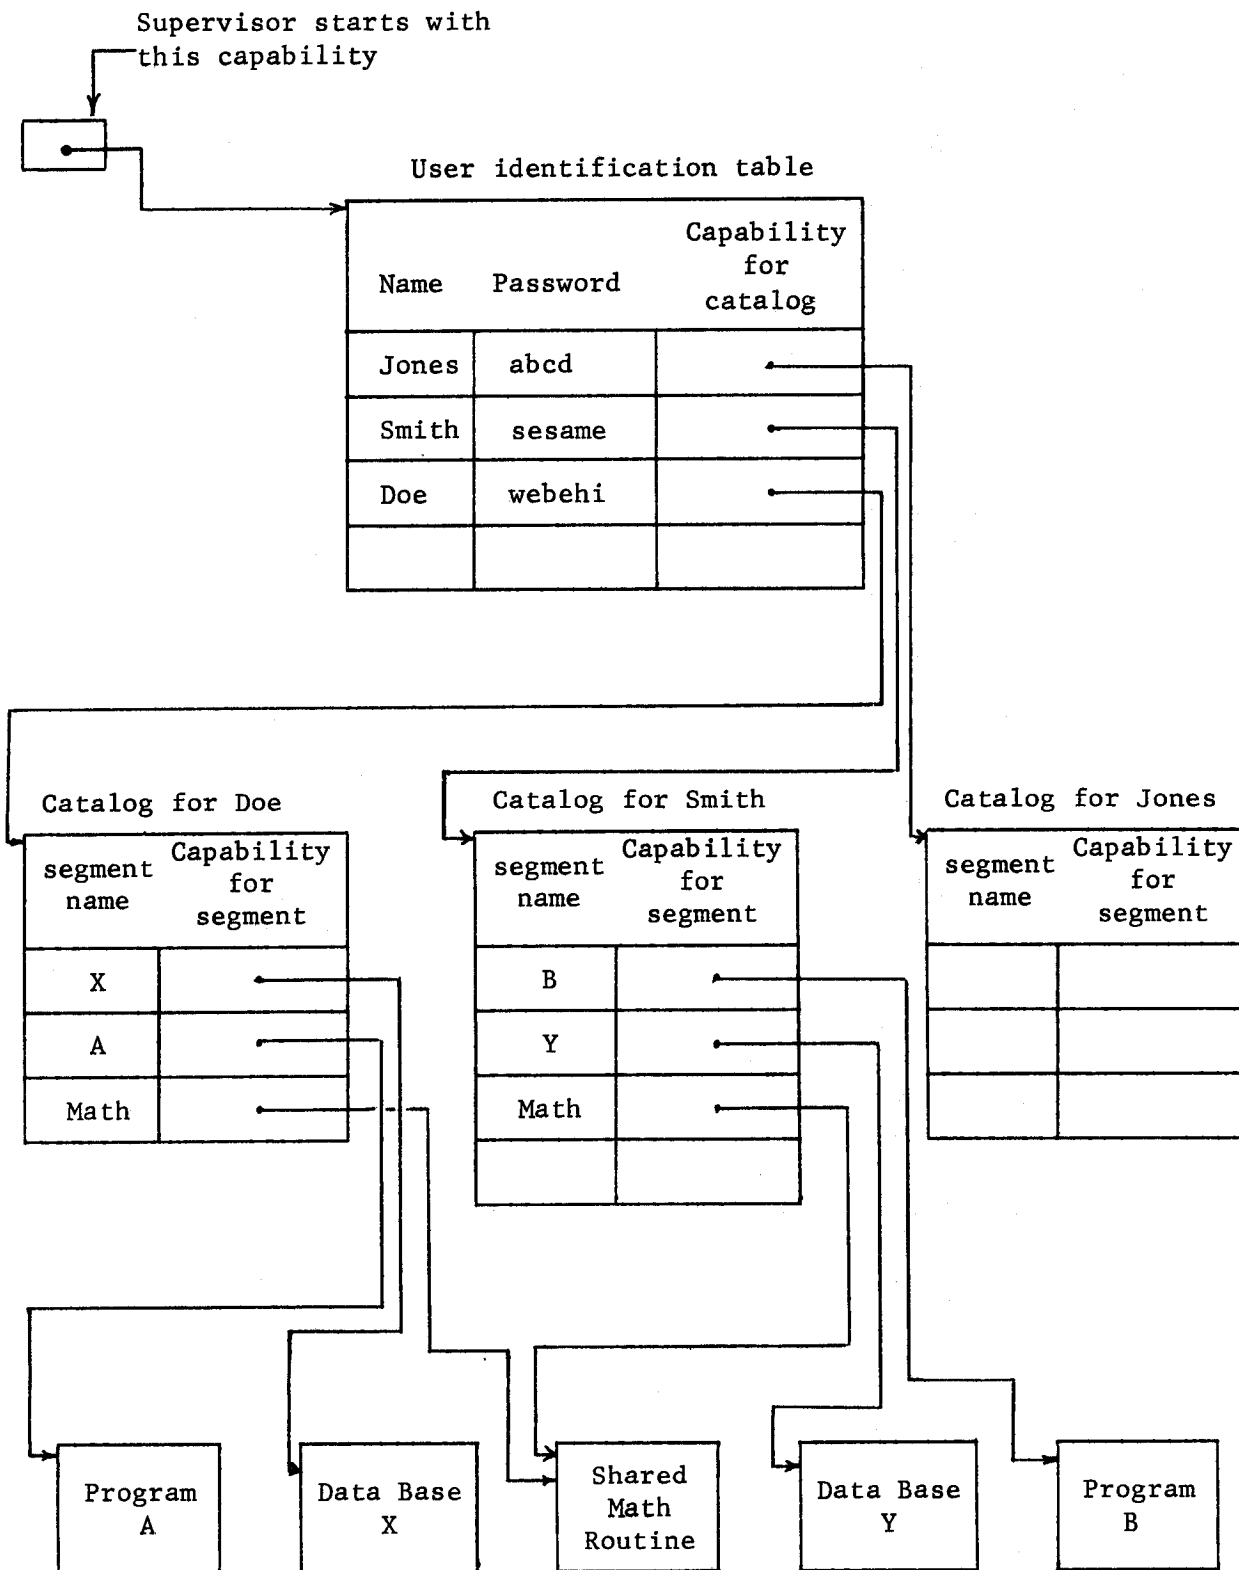 Supervisor starts with
this capability
User identification table
Capability
for
catalog
Name Password
Jones abcd
Smith sesame
Doe webehi
Catalog for Doe
segment
name
Capability
for
segment
X
A
Math
Catalog for Smith
segment
name
Capability
for
segment
B
Y
Math
Catalog for Jones
segment
name
Capability
for
segment
Program
A
Data Base
X
Shared
Math
Routine
Data Base
Y
Program
B